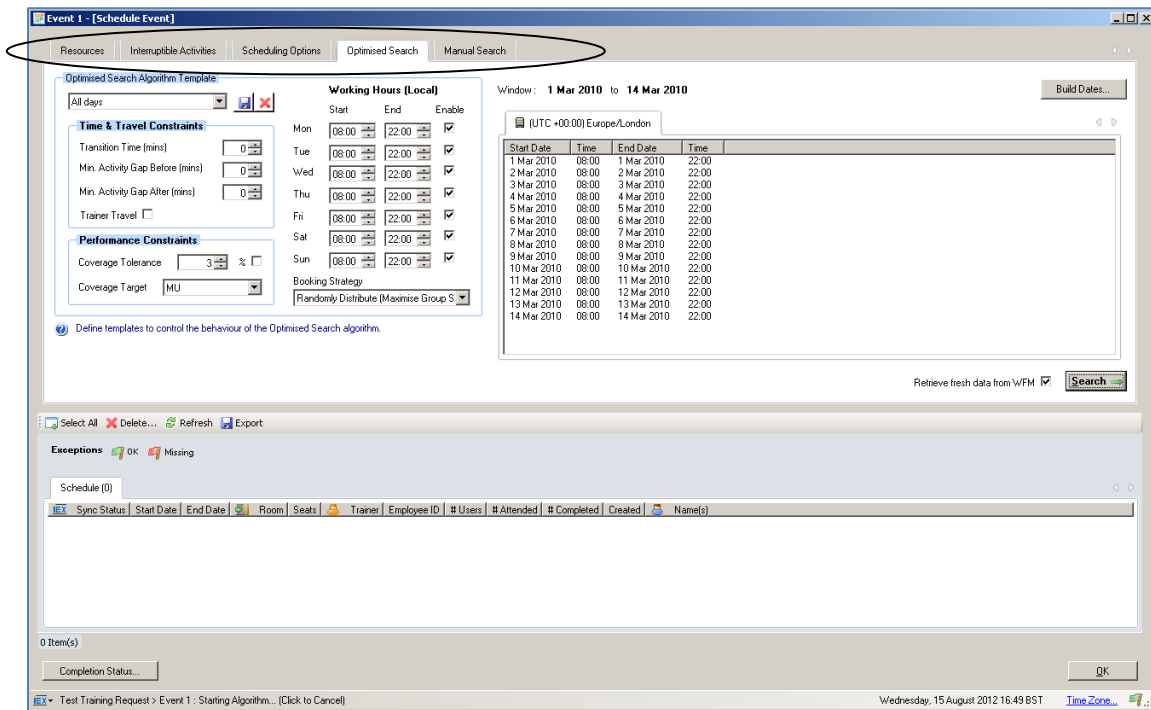 Event 1 - [Schedule Event]
Resources Interruptible Activities Scheduling Options Optimised Search Manual Search
Optimised Search Algorithm Template
All days
Time & Travel Constraints
Transition Time (mins) 0
Min. Activity Gap Before (mins) 0
Min. Activity Gap After (mins) 0
Trainer Travel
Performance Constraints
Coverage Tolerance 3 %
Coverage Target MU
Working Hours (Local)
Start End Enable
Mon 08:00 22:00
Tue 08:00 22:00
Wed 08:00 22:00
Thu 08:00 22:00
Fri 08:00 22:00
Sat 08:00 22:00
Sun 08:00 22:00
Booking Strategy
Randomly Distribute (Maximise Group S
Define templates to control the behaviour of the Optimised Search algorithm.
Window: 1 Mar 2010 to 14 Mar 2010
Build Dates...
(UTC +00:00) Europe/London
Start Date Time End Date Time
1 Mar 2010 08:00 1 Mar 2010 22:00
2 Mar 2010 08:00 2 Mar 2010 22:00
3 Mar 2010 08:00 3 Mar 2010 22:00
4 Mar 2010 08:00 4 Mar 2010 22:00
5 Mar 2010 08:00 5 Mar 2010 22:00
6 Mar 2010 08:00 6 Mar 2010 22:00
7 Mar 2010 08:00 7 Mar 2010 22:00
8 Mar 2010 08:00 8 Mar 2010 22:00
9 Mar 2010 08:00 9 Mar 2010 22:00
10 Mar 2010 08:00 10 Mar 2010 22:00
11 Mar 2010 08:00 11 Mar 2010 22:00
12 Mar 2010 08:00 12 Mar 2010 22:00
13 Mar 2010 08:00 13 Mar 2010 22:00
14 Mar 2010 08:00 14 Mar 2010 22:00
Retrieve fresh data from WFM Search
Select All Delete... Refresh Export
Exceptions OK Missing
Schedule (0)
IEX Sync Status Start Date End Date Room Seats Trainer Employee ID # Users # Attended # Completed Created Name(s)
0 Item(s)
Completion Status... OK
IEX Test Training Request > Event 1 : Starting Algorithm... (Click to Cancel) Wednesday, 15 August 2012 16:49 BST Time Zone...